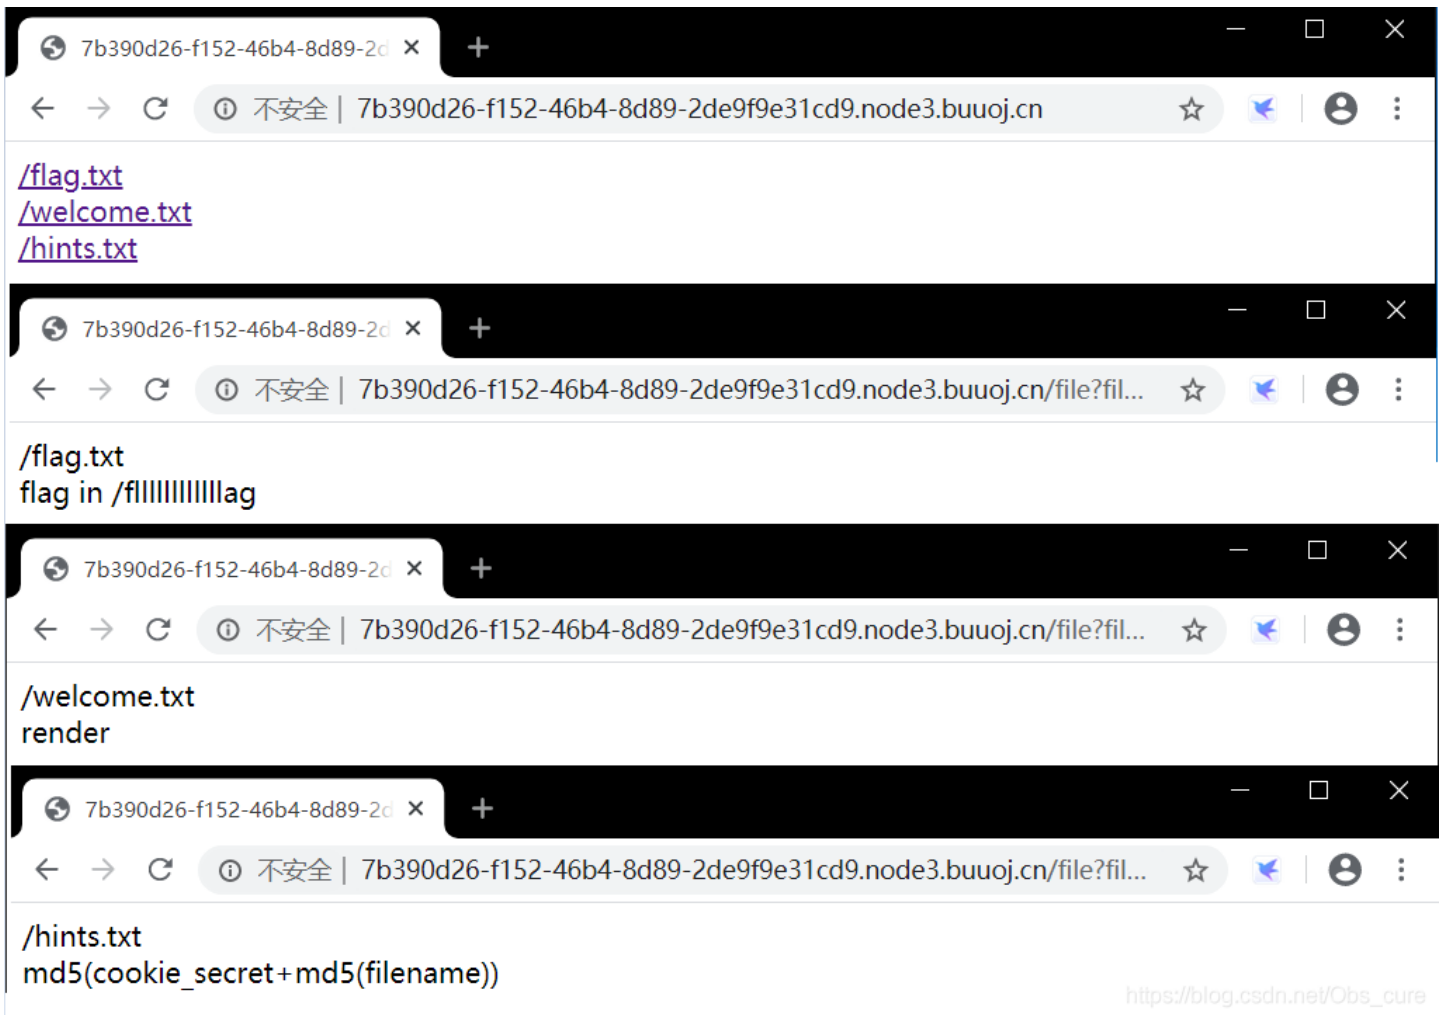 7b390d26-f152-46b4-8d89-2d
不安全 | 7b390d26-f152-46b4-8d89-2de9f9e31cd9.node3.buuoj.cn
/flag.txt
/welcome.txt
/hints.txt
7b390d26-f152-46b4-8d89-2d
不安全 | 7b390d26-f152-46b4-8d89-2de9f9e31cd9.node3.buuoj.cn/file?fil...
/flag.txt
flag in /fllllllllllllag
7b390d26-f152-46b4-8d89-2d
不安全 | 7b390d26-f152-46b4-8d89-2de9f9e31cd9.node3.buuoj.cn/file?fil...
/welcome.txt
render
7b390d26-f152-46b4-8d89-2d
不安全 | 7b390d26-f152-46b4-8d89-2de9f9e31cd9.node3.buuoj.cn/file?fil...
/hints.txt
md5(cookie_secret+md5(filename))
https://blog.csdn.net/Obs_cure